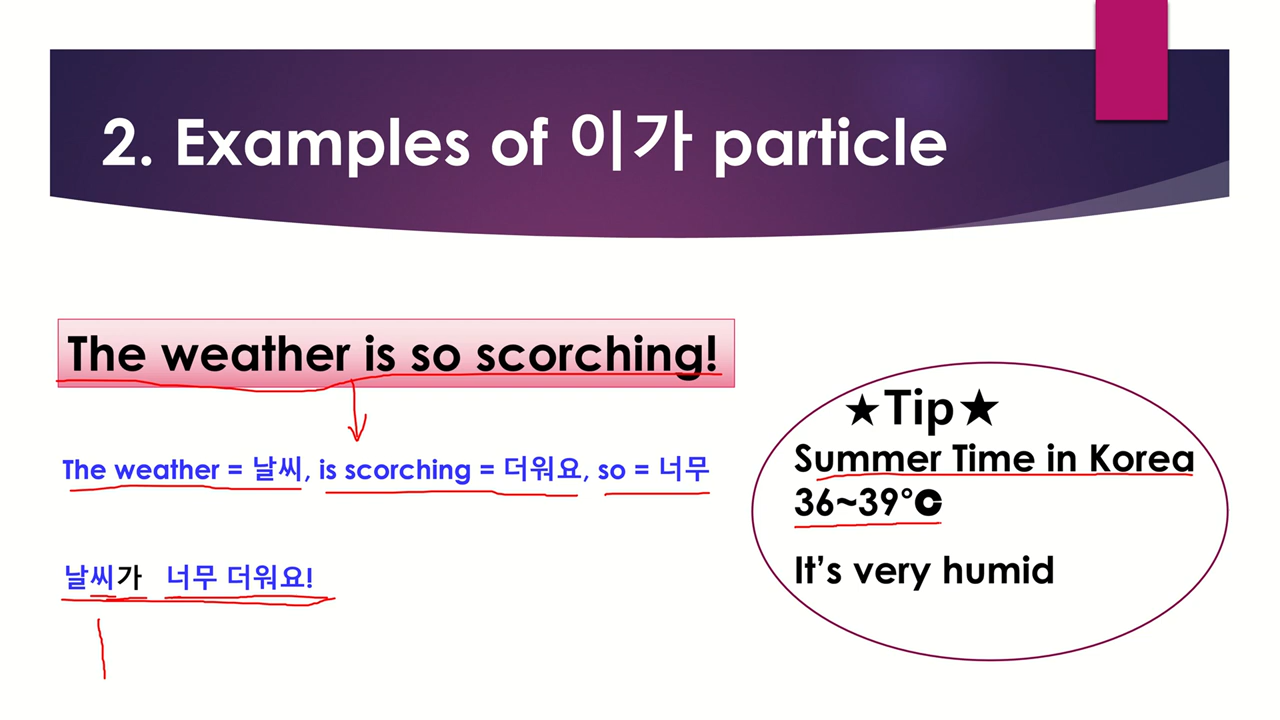 2. Examples of 이가 particle
The weather is so scorching!
The weather = 날씨, is scorching = 더워요, so = 너무
날씨가 너무 더워요!
★Tip★
Summer Time in Korea
36~39°C
It’s very humid